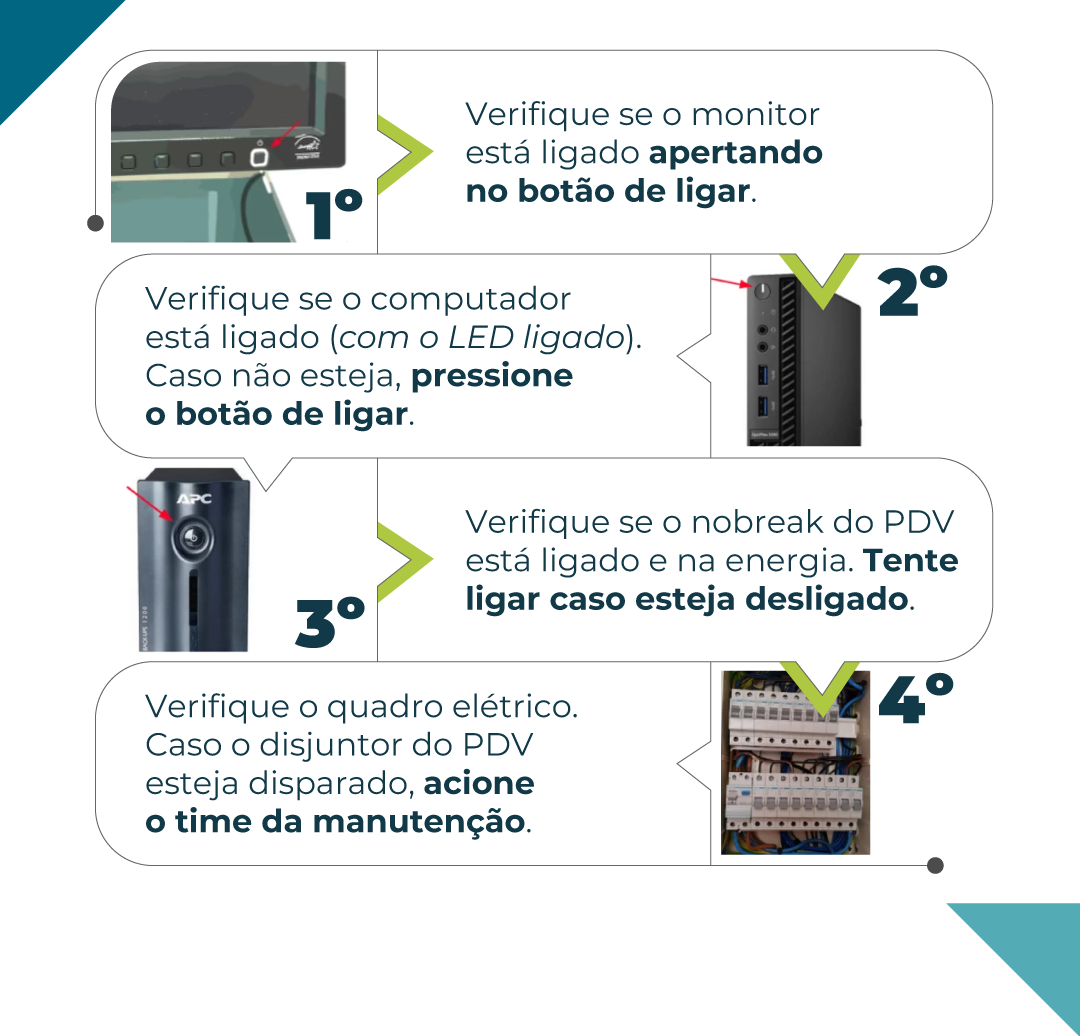 Verifique se o monitor
está ligado apertando
no botão de ligar.
1º
Verifique se o computador
está ligado (com o LED ligado).
Caso não esteja, pressione
o botão de ligar.
2º
APC
BACK-UPS 1200
3º
Verifique se o nobreak do PDV
está ligado e na energia. Tente
ligar caso esteja desligado.
Verifique o quadro elétrico.
Caso o disjuntor do PDV
esteja disparado, acione
o time da manutenção.
4º